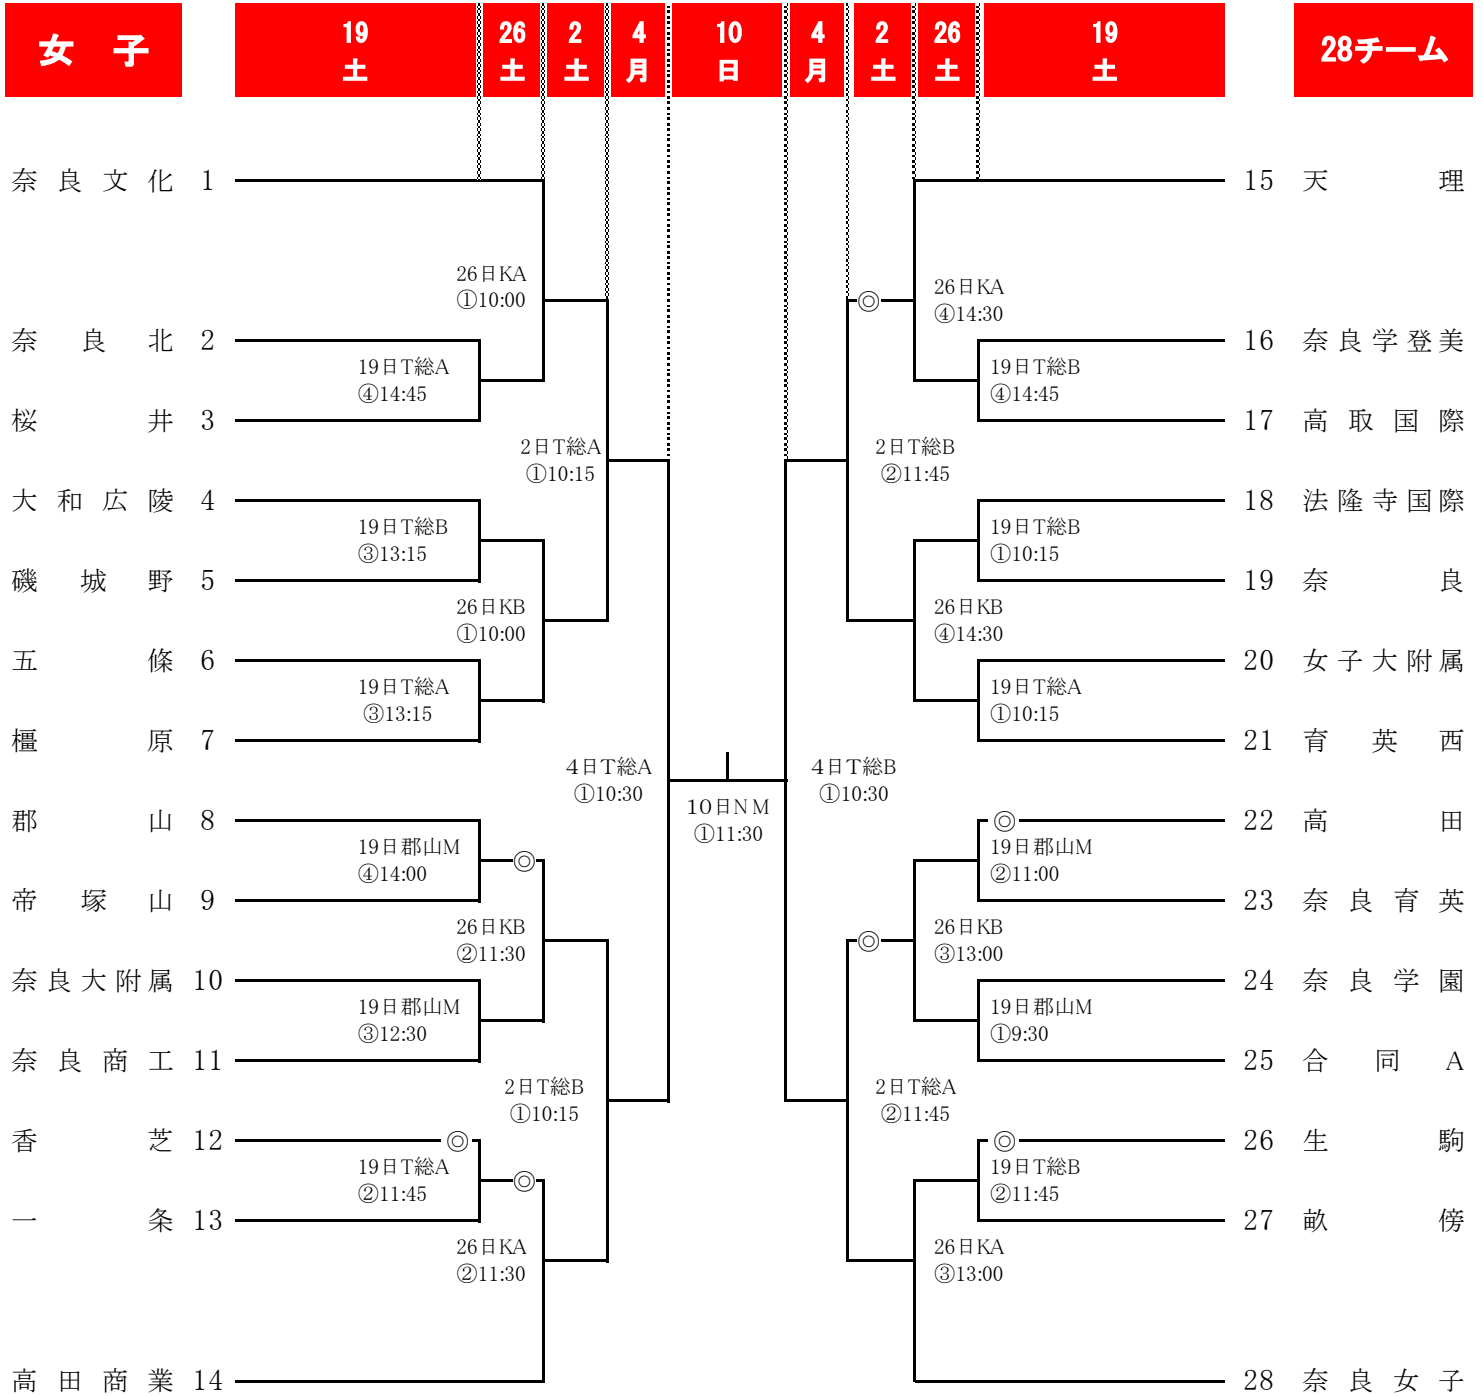 女 子
19 26 2 4 10 4 2 26 19
土 土 土 月 日 月 土 土 土
28チーム
奈良文化 1
26日KA
①10:00
奈良北 2
19日T総A
④14:45
桜井 3
2日T総A
①10:15
大和広陵 4
19日T総B
③13:15
磯城野 5
26日KB
①10:00
五條 6
19日T総A
③13:15
橿原 7
4日T総A
①10:30
郡山 8
19日郡山M
④14:00
◎
帝塚山 9
26日KB
②11:30
奈良大附属 10
19日郡山M
③12:30
奈良商工 11
2日T総B
①10:15
香芝 12
◎
19日T総A
②11:45
◎
一条 13
26日KA
②11:30
高田商業 14
10日NM
①11:30
15 天理
26日KA
④14:30
◎
16 奈良学登美
19日T総B
④14:45
17 高取国際
2日T総B
②11:45
18 法隆寺国際
19日T総B
①10:15
19 奈良
26日KB
④14:30
20 女子大附属
19日T総A
①10:15
21 育英西
4日T総B
①10:30
22 高田
◎
19日郡山M
②11:00
23 奈良育英
26日KB
③13:00
◎
24 奈良学園
19日郡山M
①9:30
25 合同A
2日T総A
②11:45
26 生駒
◎
19日T総B
②11:45
27 畝傍
26日KA
③13:00
28 奈良女子